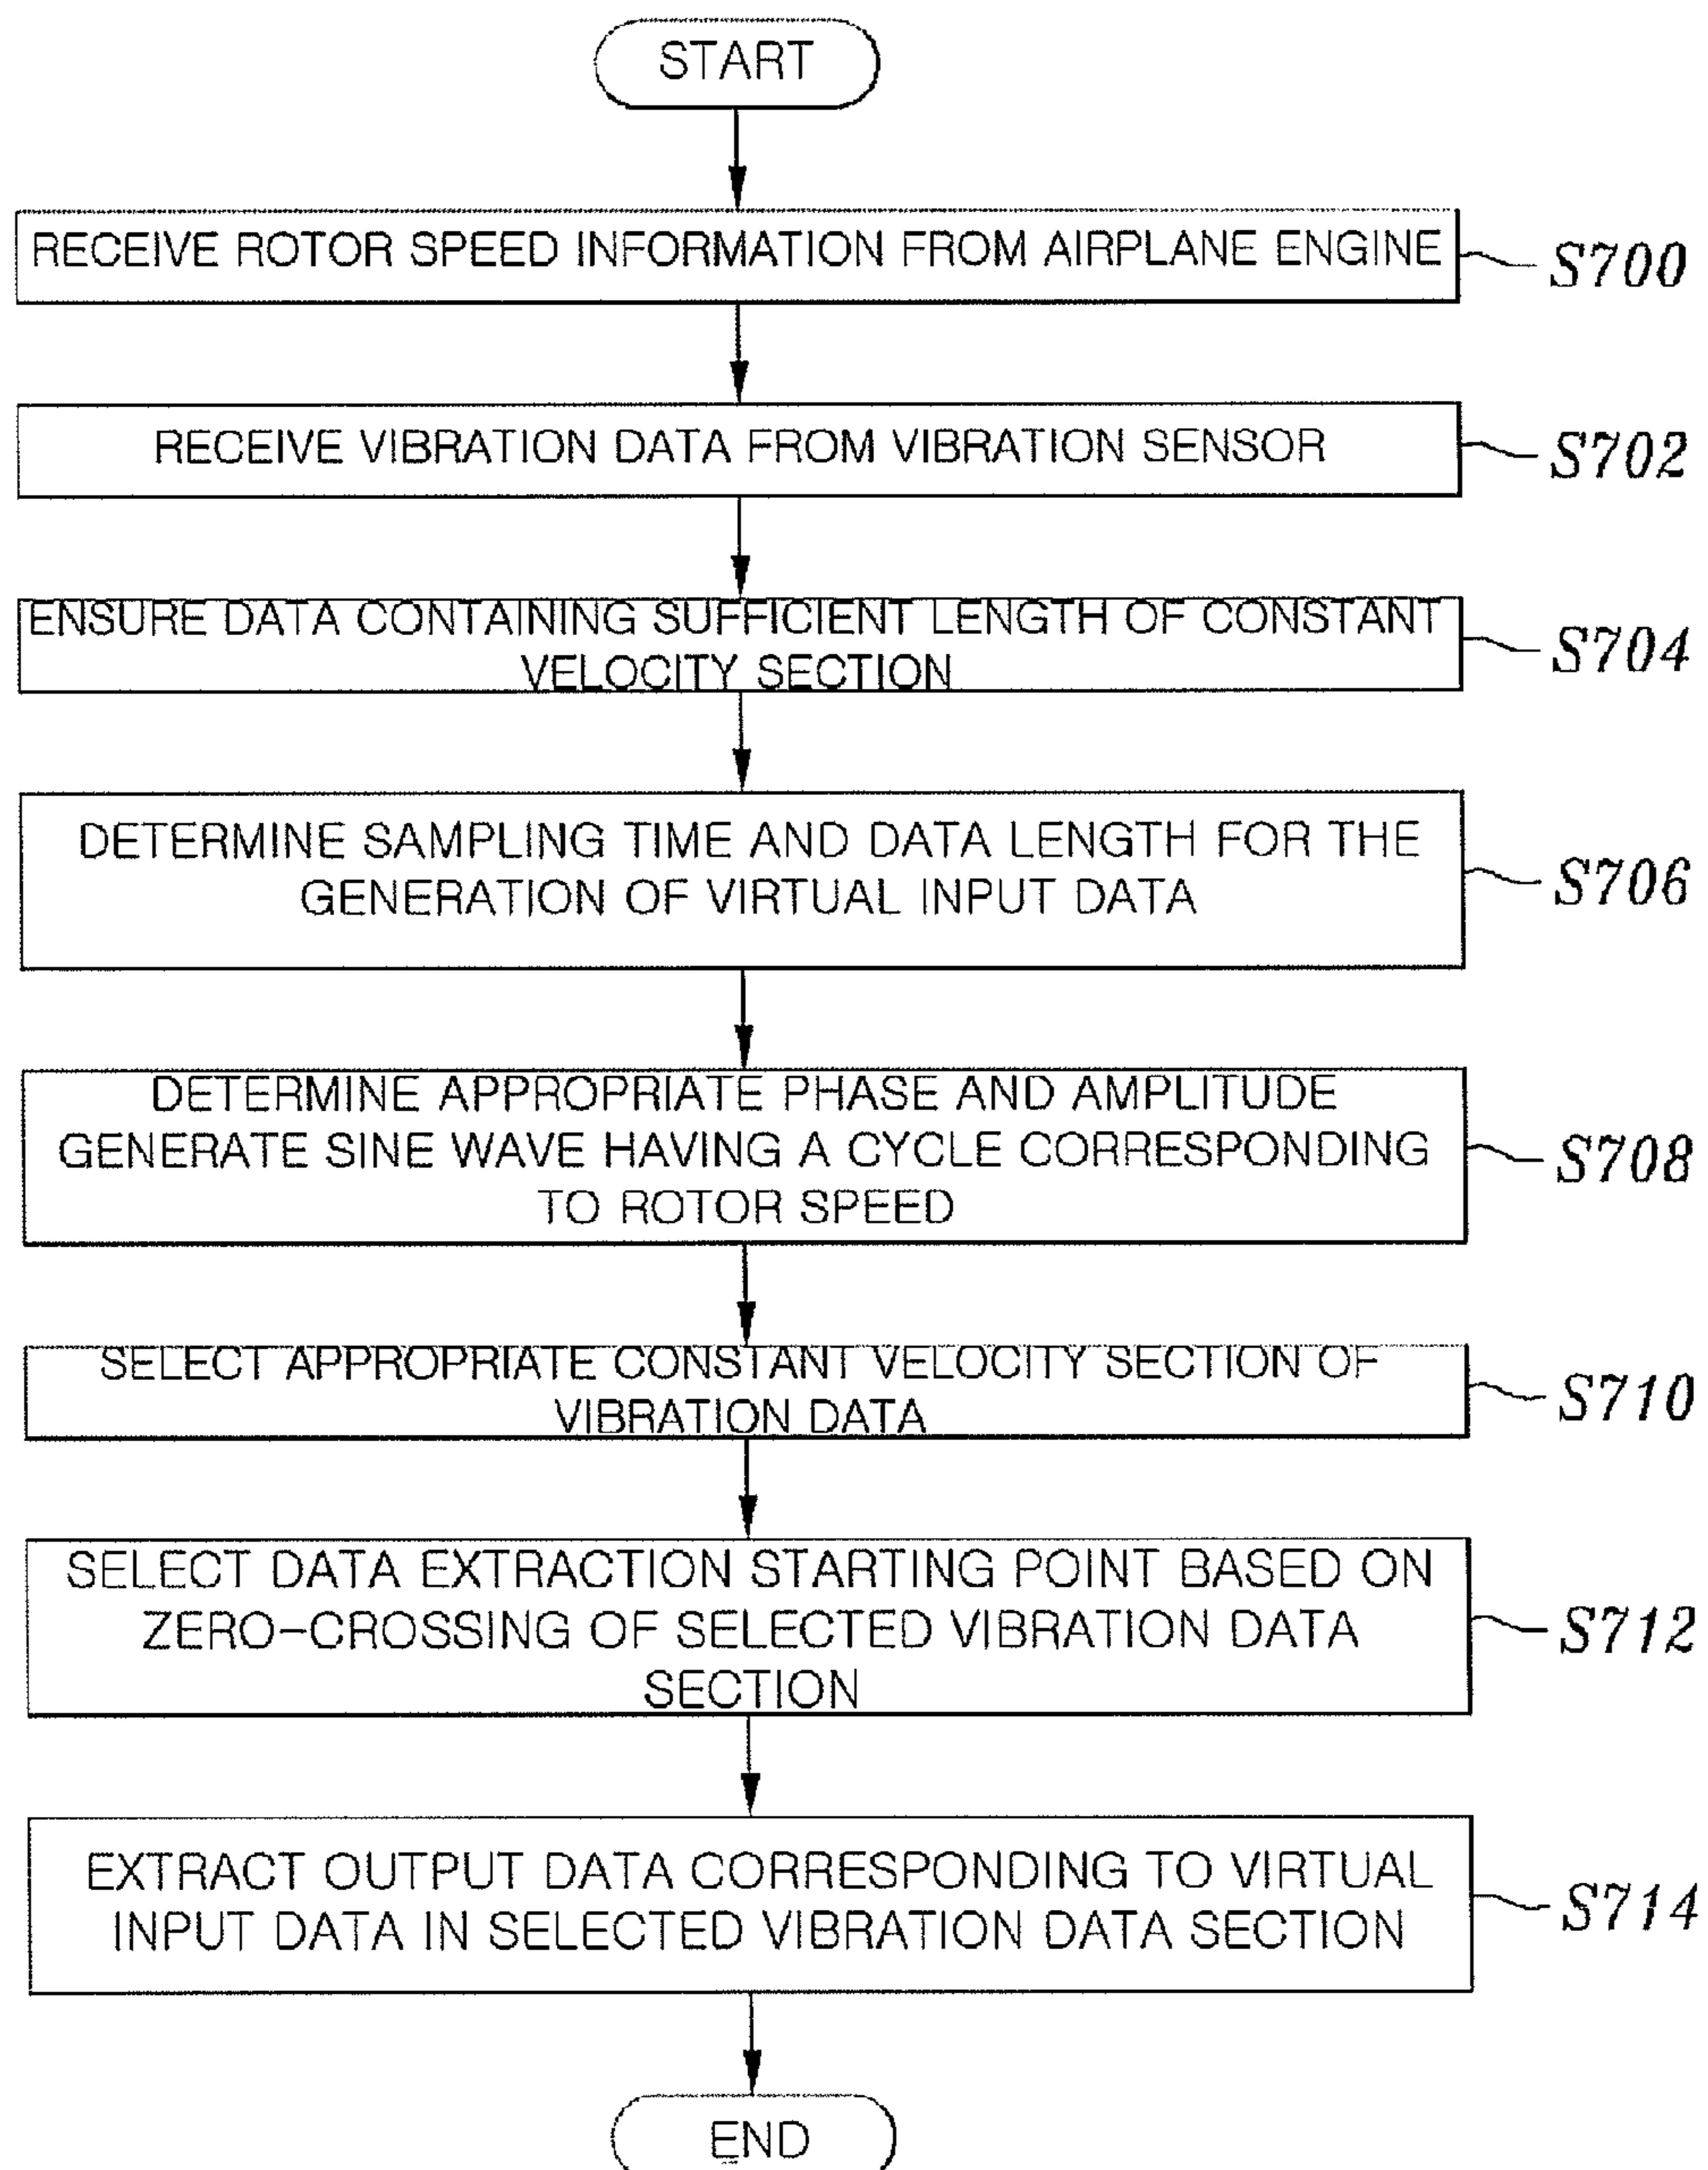 START
RECEIVE ROTOR SPEED INFORMATION FROM AIRPLANE ENGINE
S700
RECEIVE VIBRATION DATA FROM VIBRATION SENSOR
S702
ENSURE DATA CONTAINING SUFFICIENT LENGTH OF CONSTANT
VELOCITY SECTION
S704
DETERMINE SAMPLING TIME AND DATA LENGTH FOR THE
GENERATION OF VIRTUAL INPUT DATA
S706
DETERMINE APPROPRIATE PHASE AND AMPLITUDE
GENERATE SINE WAVE HAVING A CYCLE CORRESPONDING
TO ROTOR SPEED
S708
SELECT APPROPRIATE CONSTANT VELOCITY SECTION OF
VIBRATION DATA
S710
SELECT DATA EXTRACTION STARTING POINT BASED ON
ZERO-CROSSING OF SELECTED VIBRATION DATA
SECTION
S712
EXTRACT OUTPUT DATA CORRESPONDING TO VIRTUAL
INPUT DATA IN SELECTED VIBRATION DATA SECTION
S714
END